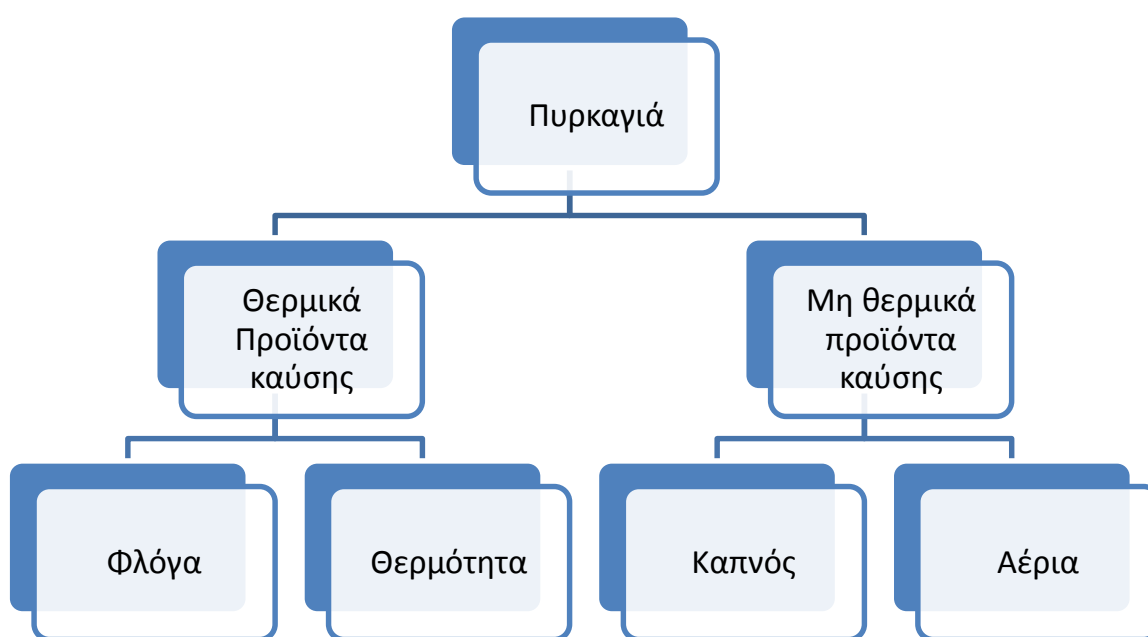 Πυρκαγιά
Θερμικά
Προϊόντα
καύσης
Μη θερμικά
προϊόντα
καύσης
Φλόγα
Θερμότητα
Καπνός
Αέρια